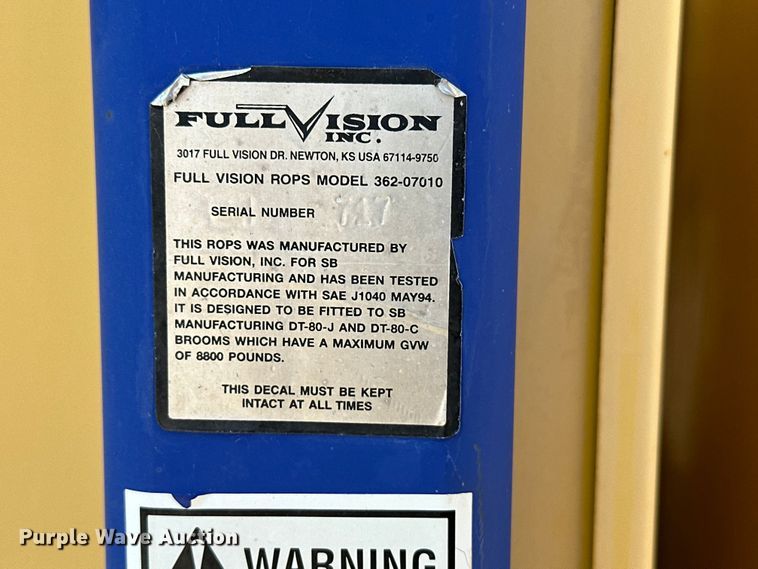 FULL VISION
INC.
3017 FULL VISION DR. NEWTON, KS USA 67114-9750
FULL VISION ROPS MODEL 362-07010
SERIAL NUMBER
THIS ROPS WAS MANUFACTURED BY
FULL VISION, INC. FOR SB
MANUFACTURING AND HAS BEEN TESTED
IN ACCORDANCE WITH SAE J1040 MAY94.
IT IS DESIGNED TO BE FITTED TO SB
MANUFACTURING DT-80-J AND DT-80-C
BROOMS WHICH HAVE A MAXIMUM GVW
OF 8800 POUNDS.
THIS DECAL MUST BE KEPT
INTACT AT ALL TIMES
WARNING
Purple Wave Auction